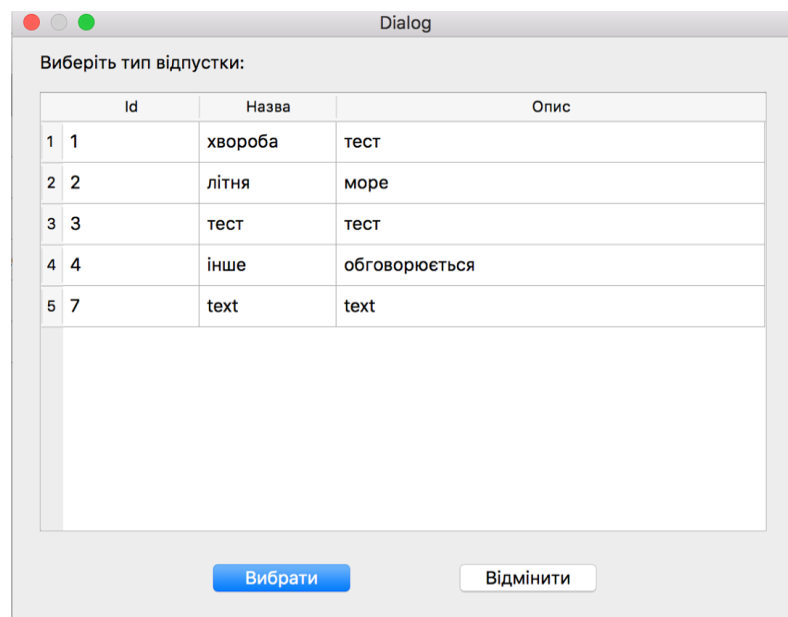 Dialog
Виберіть тип відпустки:
Id Назва Опис
1 1 хвороба тест
2 2 літня море
3 3 тест тест
4 4 інше обговорюється
5 7 text text
Вибрати Відмінити